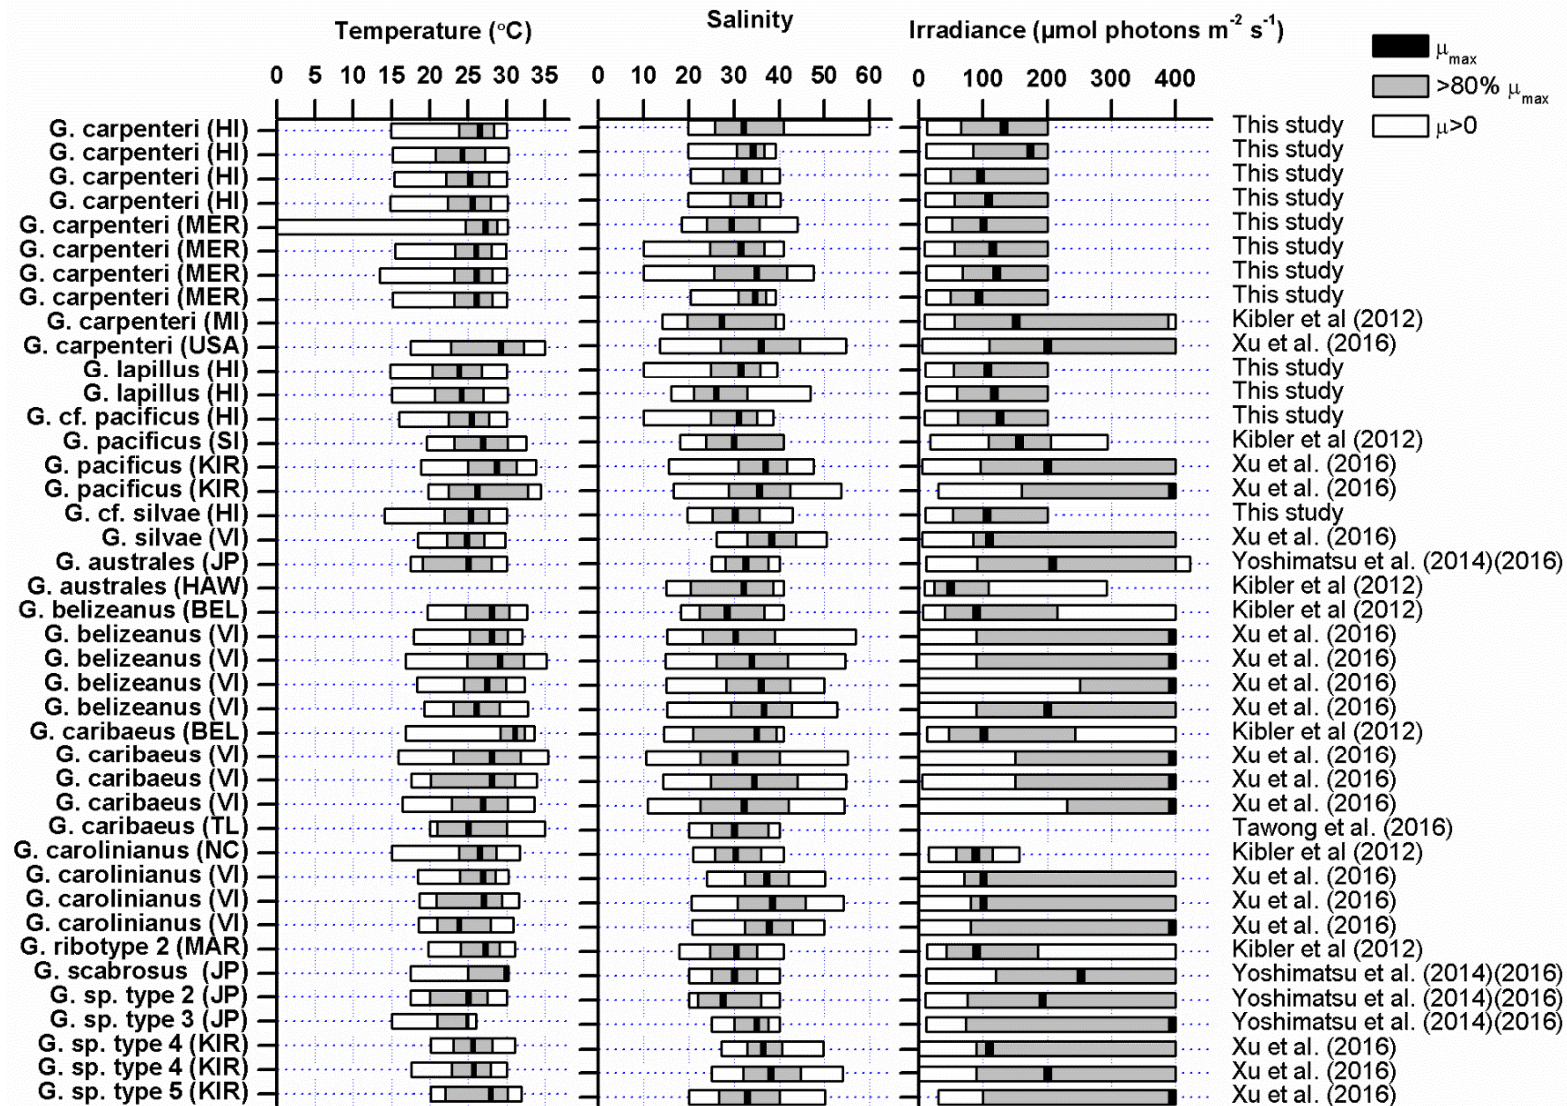 Temperature (°C)
Salinity
Irradiance (µmol photons m-2 s-1)
0 5 10 15 20 25 30 35
0 10 20 30 40 50 60
0 100 200 300 400
μmax
>80% μmax
μ>0
G. carpenteri (HI) This study
G. carpenteri (HI) This study
G. carpenteri (HI) This study
G. carpenteri (HI) This study
G. carpenteri (MER) This study
G. carpenteri (MER) This study
G. carpenteri (MER) This study
G. carpenteri (MER) This study
G. carpenteri (MI) Kibler et al (2012)
G. carpenteri (USA) Xu et al. (2016)
G. lapillus (HI) This study
G. lapillus (HI) This study
G. cf. pacificus (HI) This study
G. pacificus (SI) Kibler et al (2012)
G. pacificus (KIR) Xu et al. (2016)
G. pacificus (KIR) Xu et al. (2016)
G. cf. silvae (HI) This study
G. silvae (VI) Xu et al. (2016)
G. australes (JP) Yoshimatsu et al. (2014)(2016)
G. australes (HAW) Kibler et al (2012)
G. belizeanus (BEL) Kibler et al (2012)
G. belizeanus (VI) Xu et al. (2016)
G. belizeanus (VI) Xu et al. (2016)
G. belizeanus (VI) Xu et al. (2016)
G. belizeanus (VI) Xu et al. (2016)
G. caribaeus (BEL) Kibler et al (2012)
G. caribaeus (VI) Xu et al. (2016)
G. caribaeus (VI) Xu et al. (2016)
G. caribaeus (VI) Xu et al. (2016)
G. caribaeus (TL) Tawong et al. (2016)
G. carolinianus (NC) Kibler et al (2012)
G. carolinianus (VI) Xu et al. (2016)
G. carolinianus (VI) Xu et al. (2016)
G. carolinianus (VI) Xu et al. (2016)
G. ribotype 2 (MAR) Kibler et al (2012)
G. scabrosus (JP) Yoshimatsu et al. (2014)(2016)
G. sp. type 2 (JP) Yoshimatsu et al. (2014)(2016)
G. sp. type 3 (JP) Yoshimatsu et al. (2014)(2016)
G. sp. type 4 (KIR) Xu et al. (2016)
G. sp. type 4 (KIR) Xu et al. (2016)
G. sp. type 5 (KIR) Xu et al. (2016)